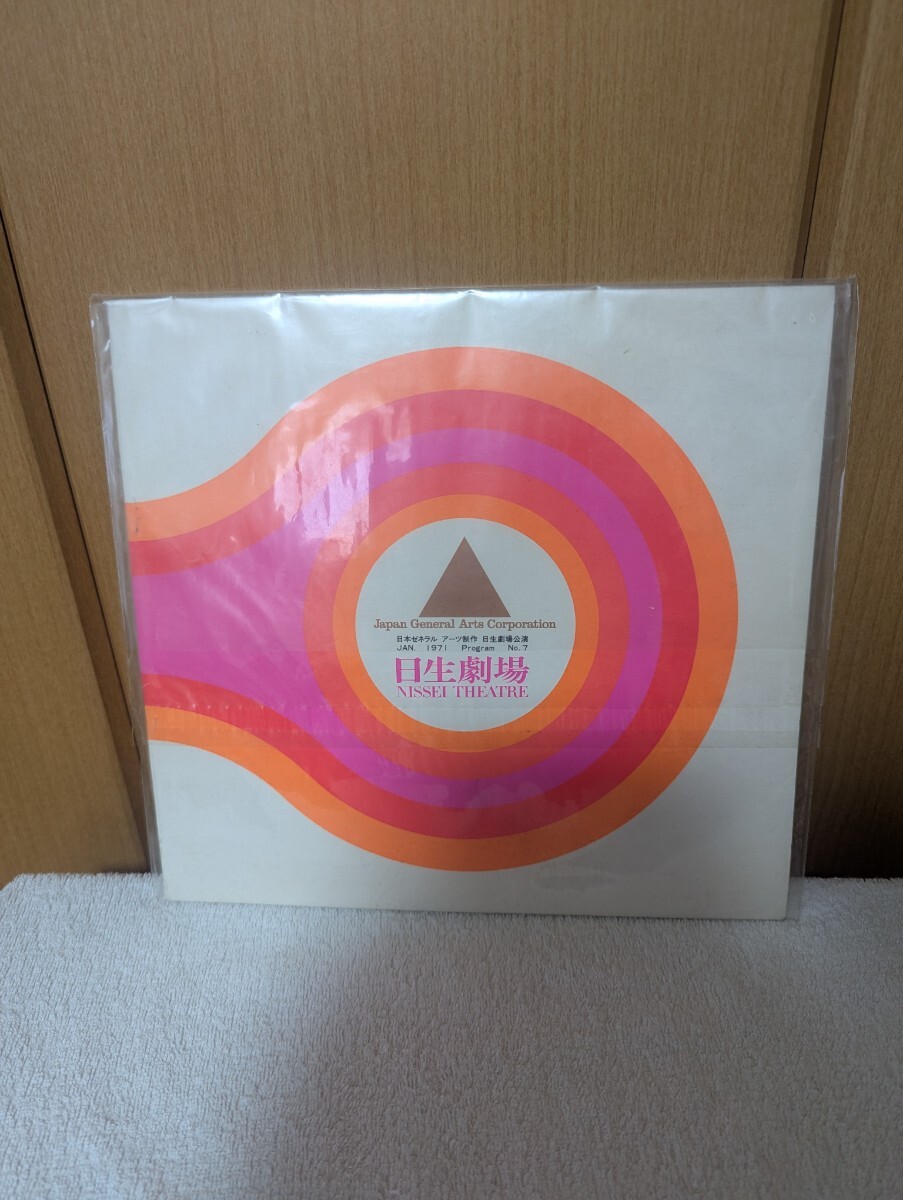 Japan General Arts Corporation
日本ゼネラル アーツ制作 日生劇場公演
JAN. 1971 Program No.7
日生劇場
NISSEI THEATRE